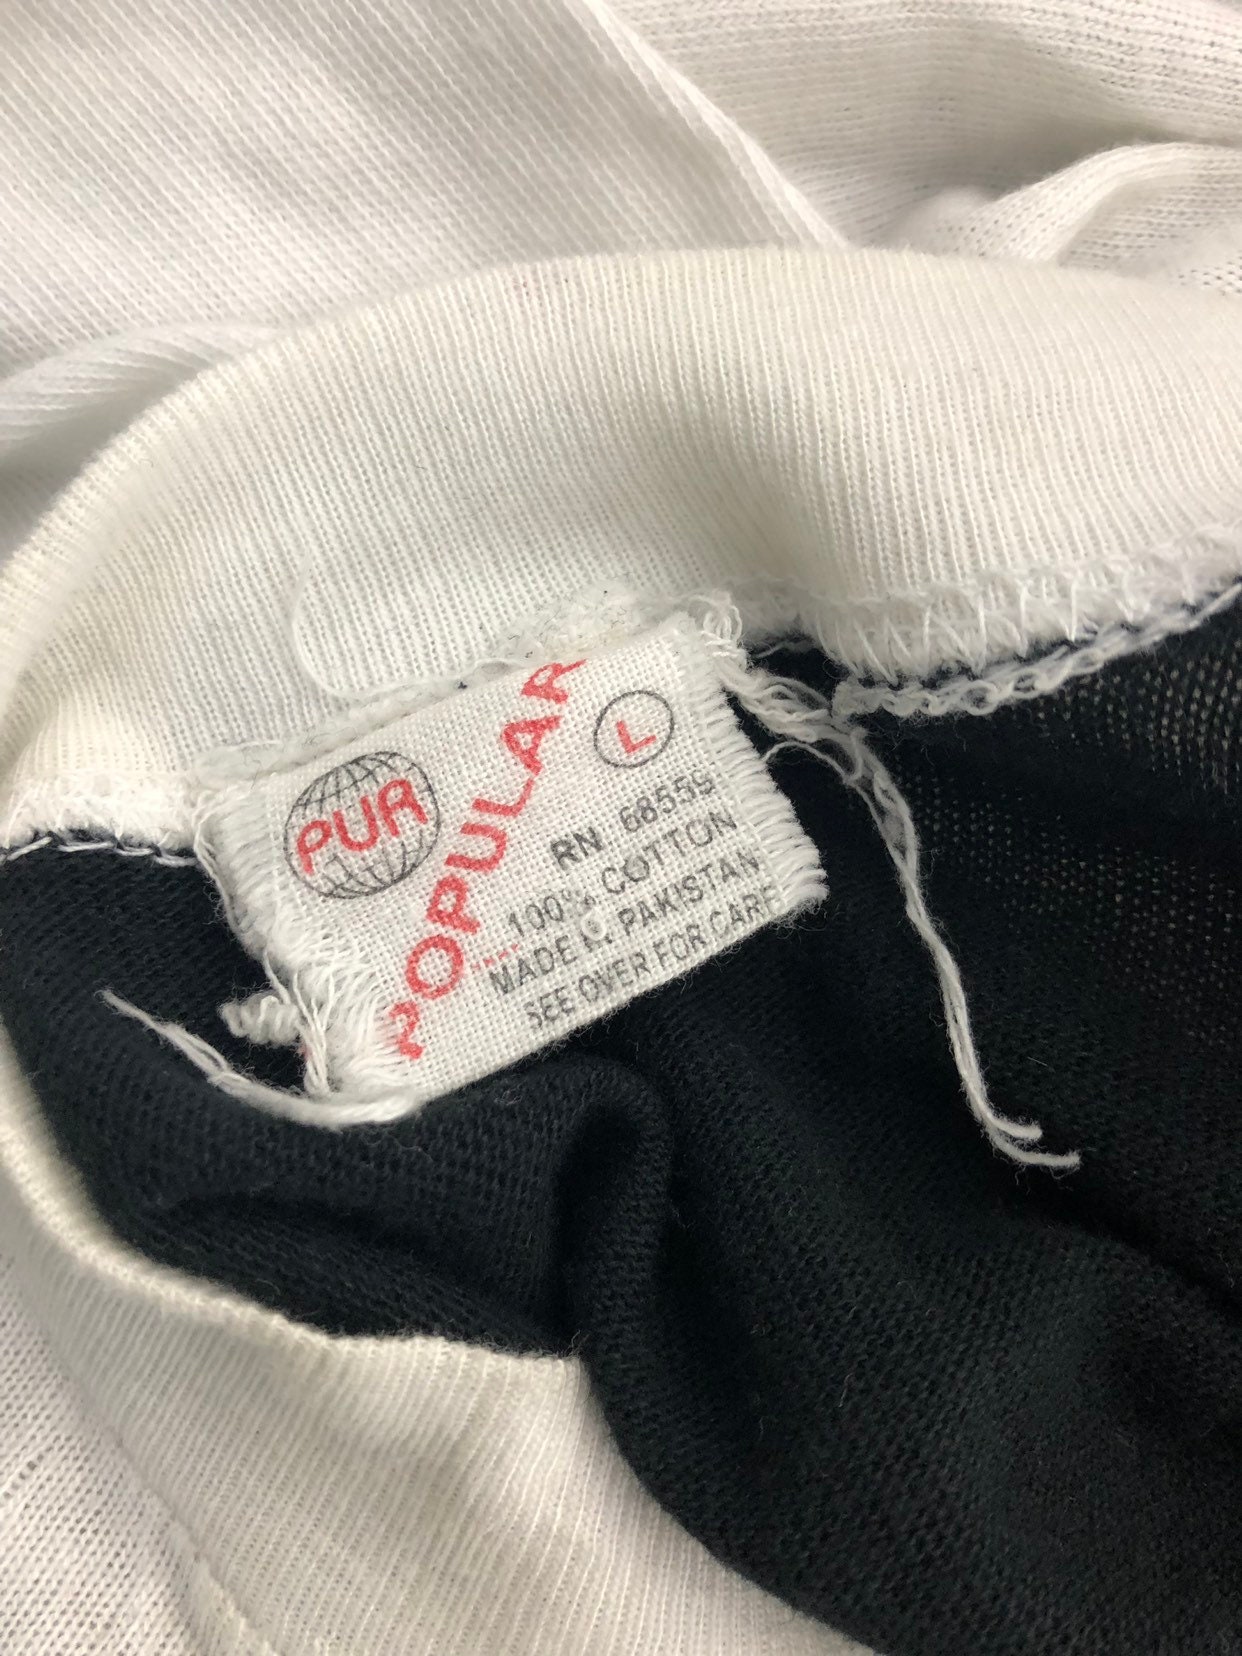 PUR
POPULAR
L
RN 68559
100% COTTON
MADE IN PAKISTAN
SEE OVER FOR CARE